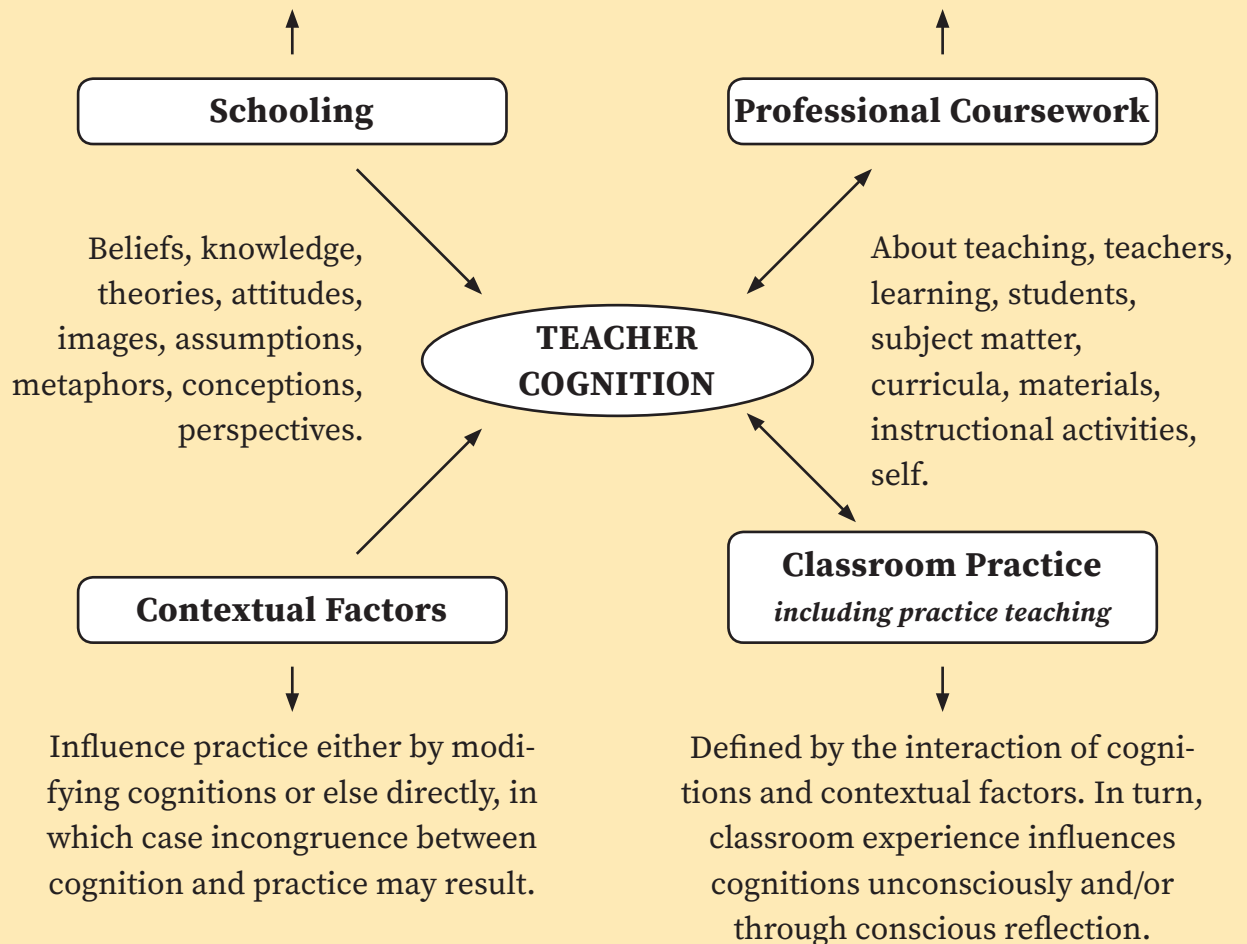 Schooling
Professional Coursework
Beliefs, knowledge,
theories, attitudes,
images, assumptions,
metaphors, conceptions,
perspectives.
TEACHER
COGNITION
About teaching, teachers,
learning, students,
subject matter,
curricula, materials,
instructional activities,
self.
Contextual Factors
Classroom Practice
including practice teaching
Influence practice either by modi-
fying cognitions or else directly, in
which case incongruence between
cognition and practice may result.
Defined by the interaction of cogni-
tions and contextual factors. In turn,
classroom experience influences
cognitions unconsciously and/or
through conscious reflection.